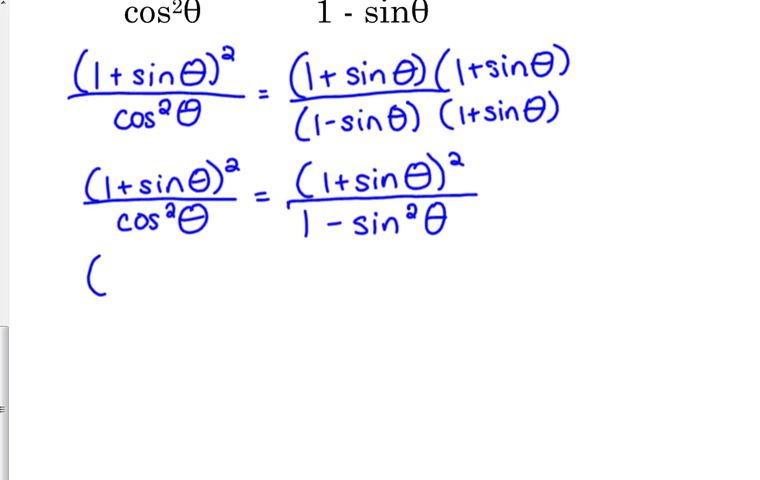 cos²θ 1 - sinθ
(1 + sinθ)² / cos²θ = (1 + sinθ)(1+sinθ) / (1-sinθ) (1+sinθ)
(1+sinθ)² / cos²θ = (1+sinθ)² / 1 - sin²θ
(